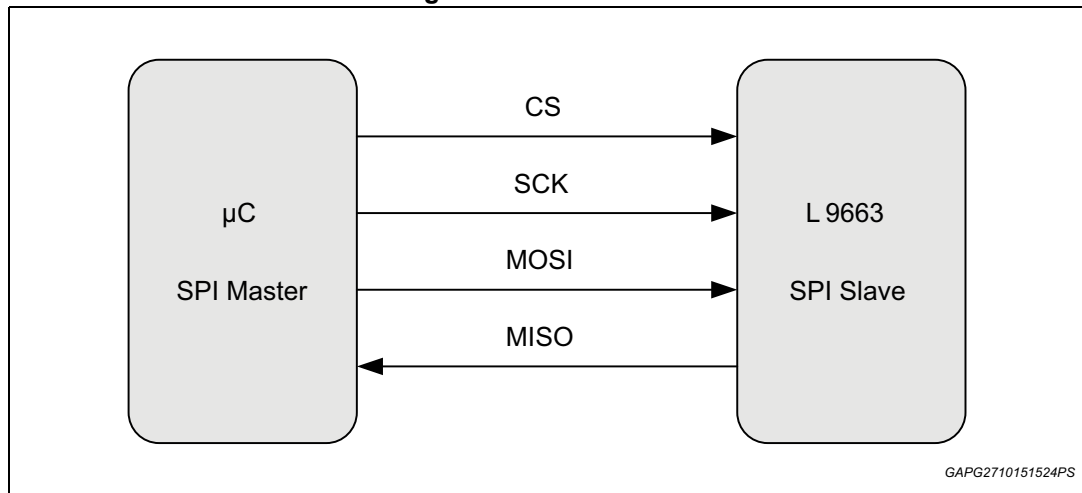 CS
SCK
µC
L 9663
MOSI
SPI Master
SPI Slave
MISO
GAPG2710151524PS